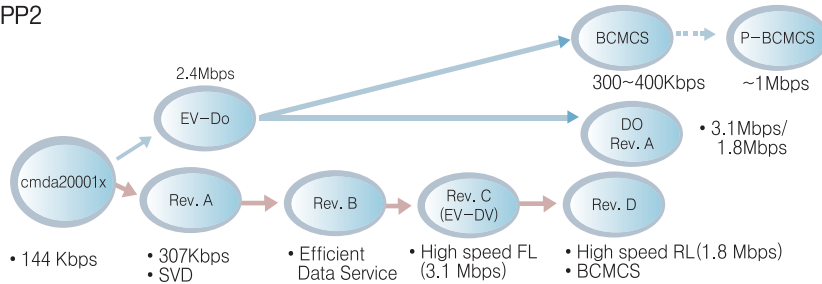 PP2
BCMCS
P-BCMCS
300~400Kbps
~1Mbps
2.4Mbps
EV-Do
DO
Rev. A
• 3.1Mbps/
1.8Mbps
cmda20001x
Rev. A
Rev. B
Rev. C
(EV-DV)
Rev. D
• 144 Kbps
• 307Kbps
• SVD
• Efficient
Data Service
• High speed FL
(3.1 Mbps)
• High speed RL(1.8 Mbps)
• BCMCS